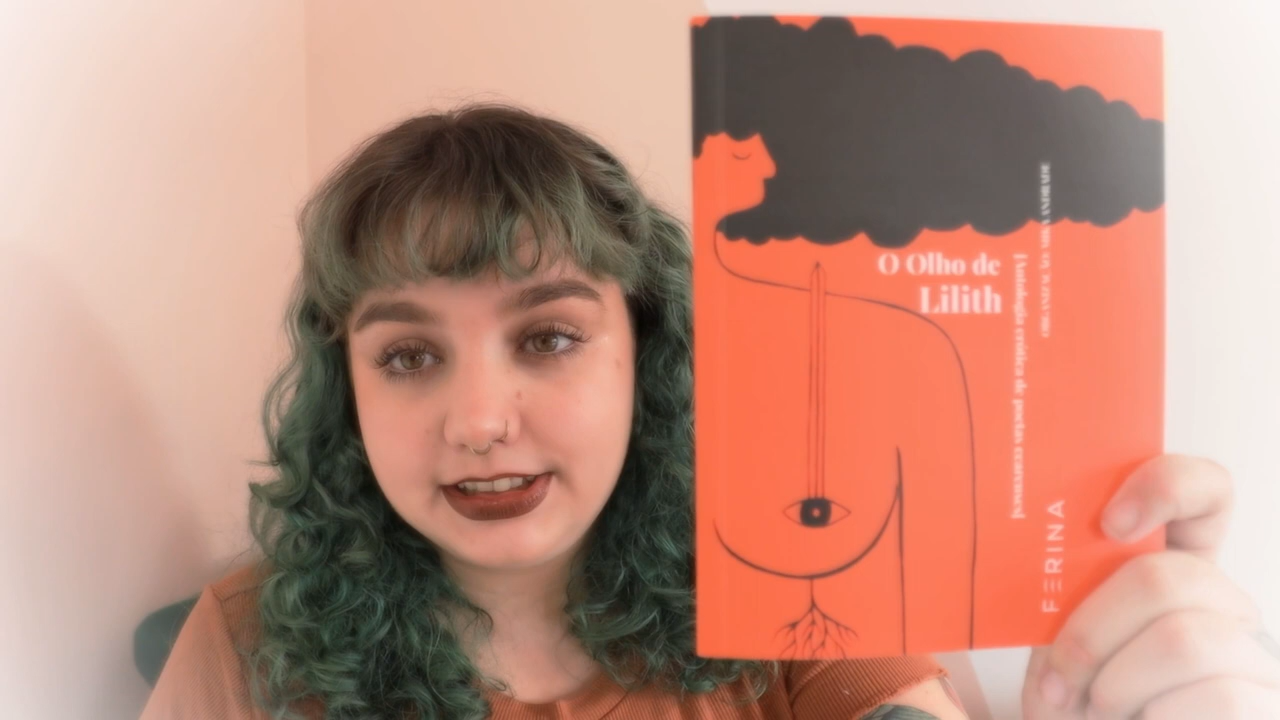 O Olho de
Lilith
[Antologia erótica de poetas cearenses]
ORGANIZAÇÃO: MIKA ANDRADE
FERINA